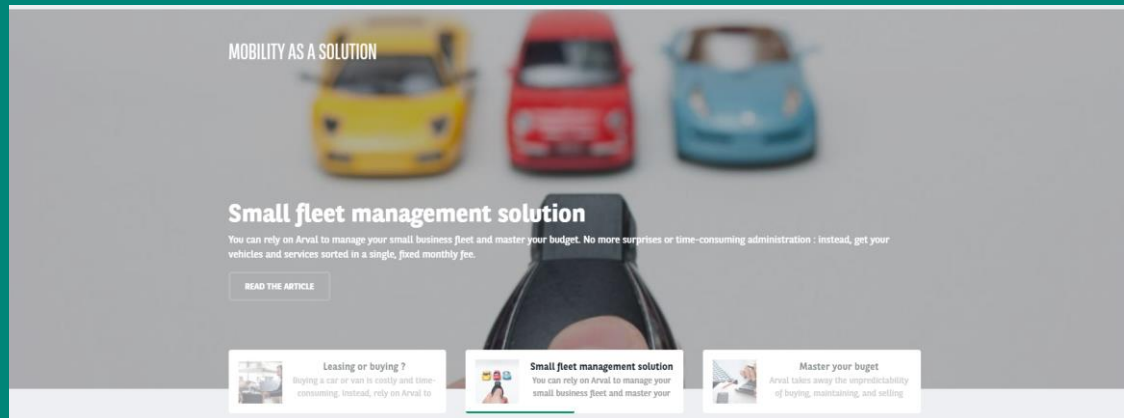 MOBILITY AS A SOLUTION
Small fleet management solution
You can rely on Arval to manage your small business fleet and master your budget. No more surprises or time-consuming administration : instead, get your
vehicles and services sorted in a single, fixed monthly fee.
READ THE ARTICLE
Leasing or buying ?
Buying a car or van is costly and time-
consuming. Instead, rely on Arval to
Small fleet management solution
You can rely on Arval to manage your
small business fleet and master your
Master your buget
Arval takes away the unpredictability
of buying, maintaining, and selling